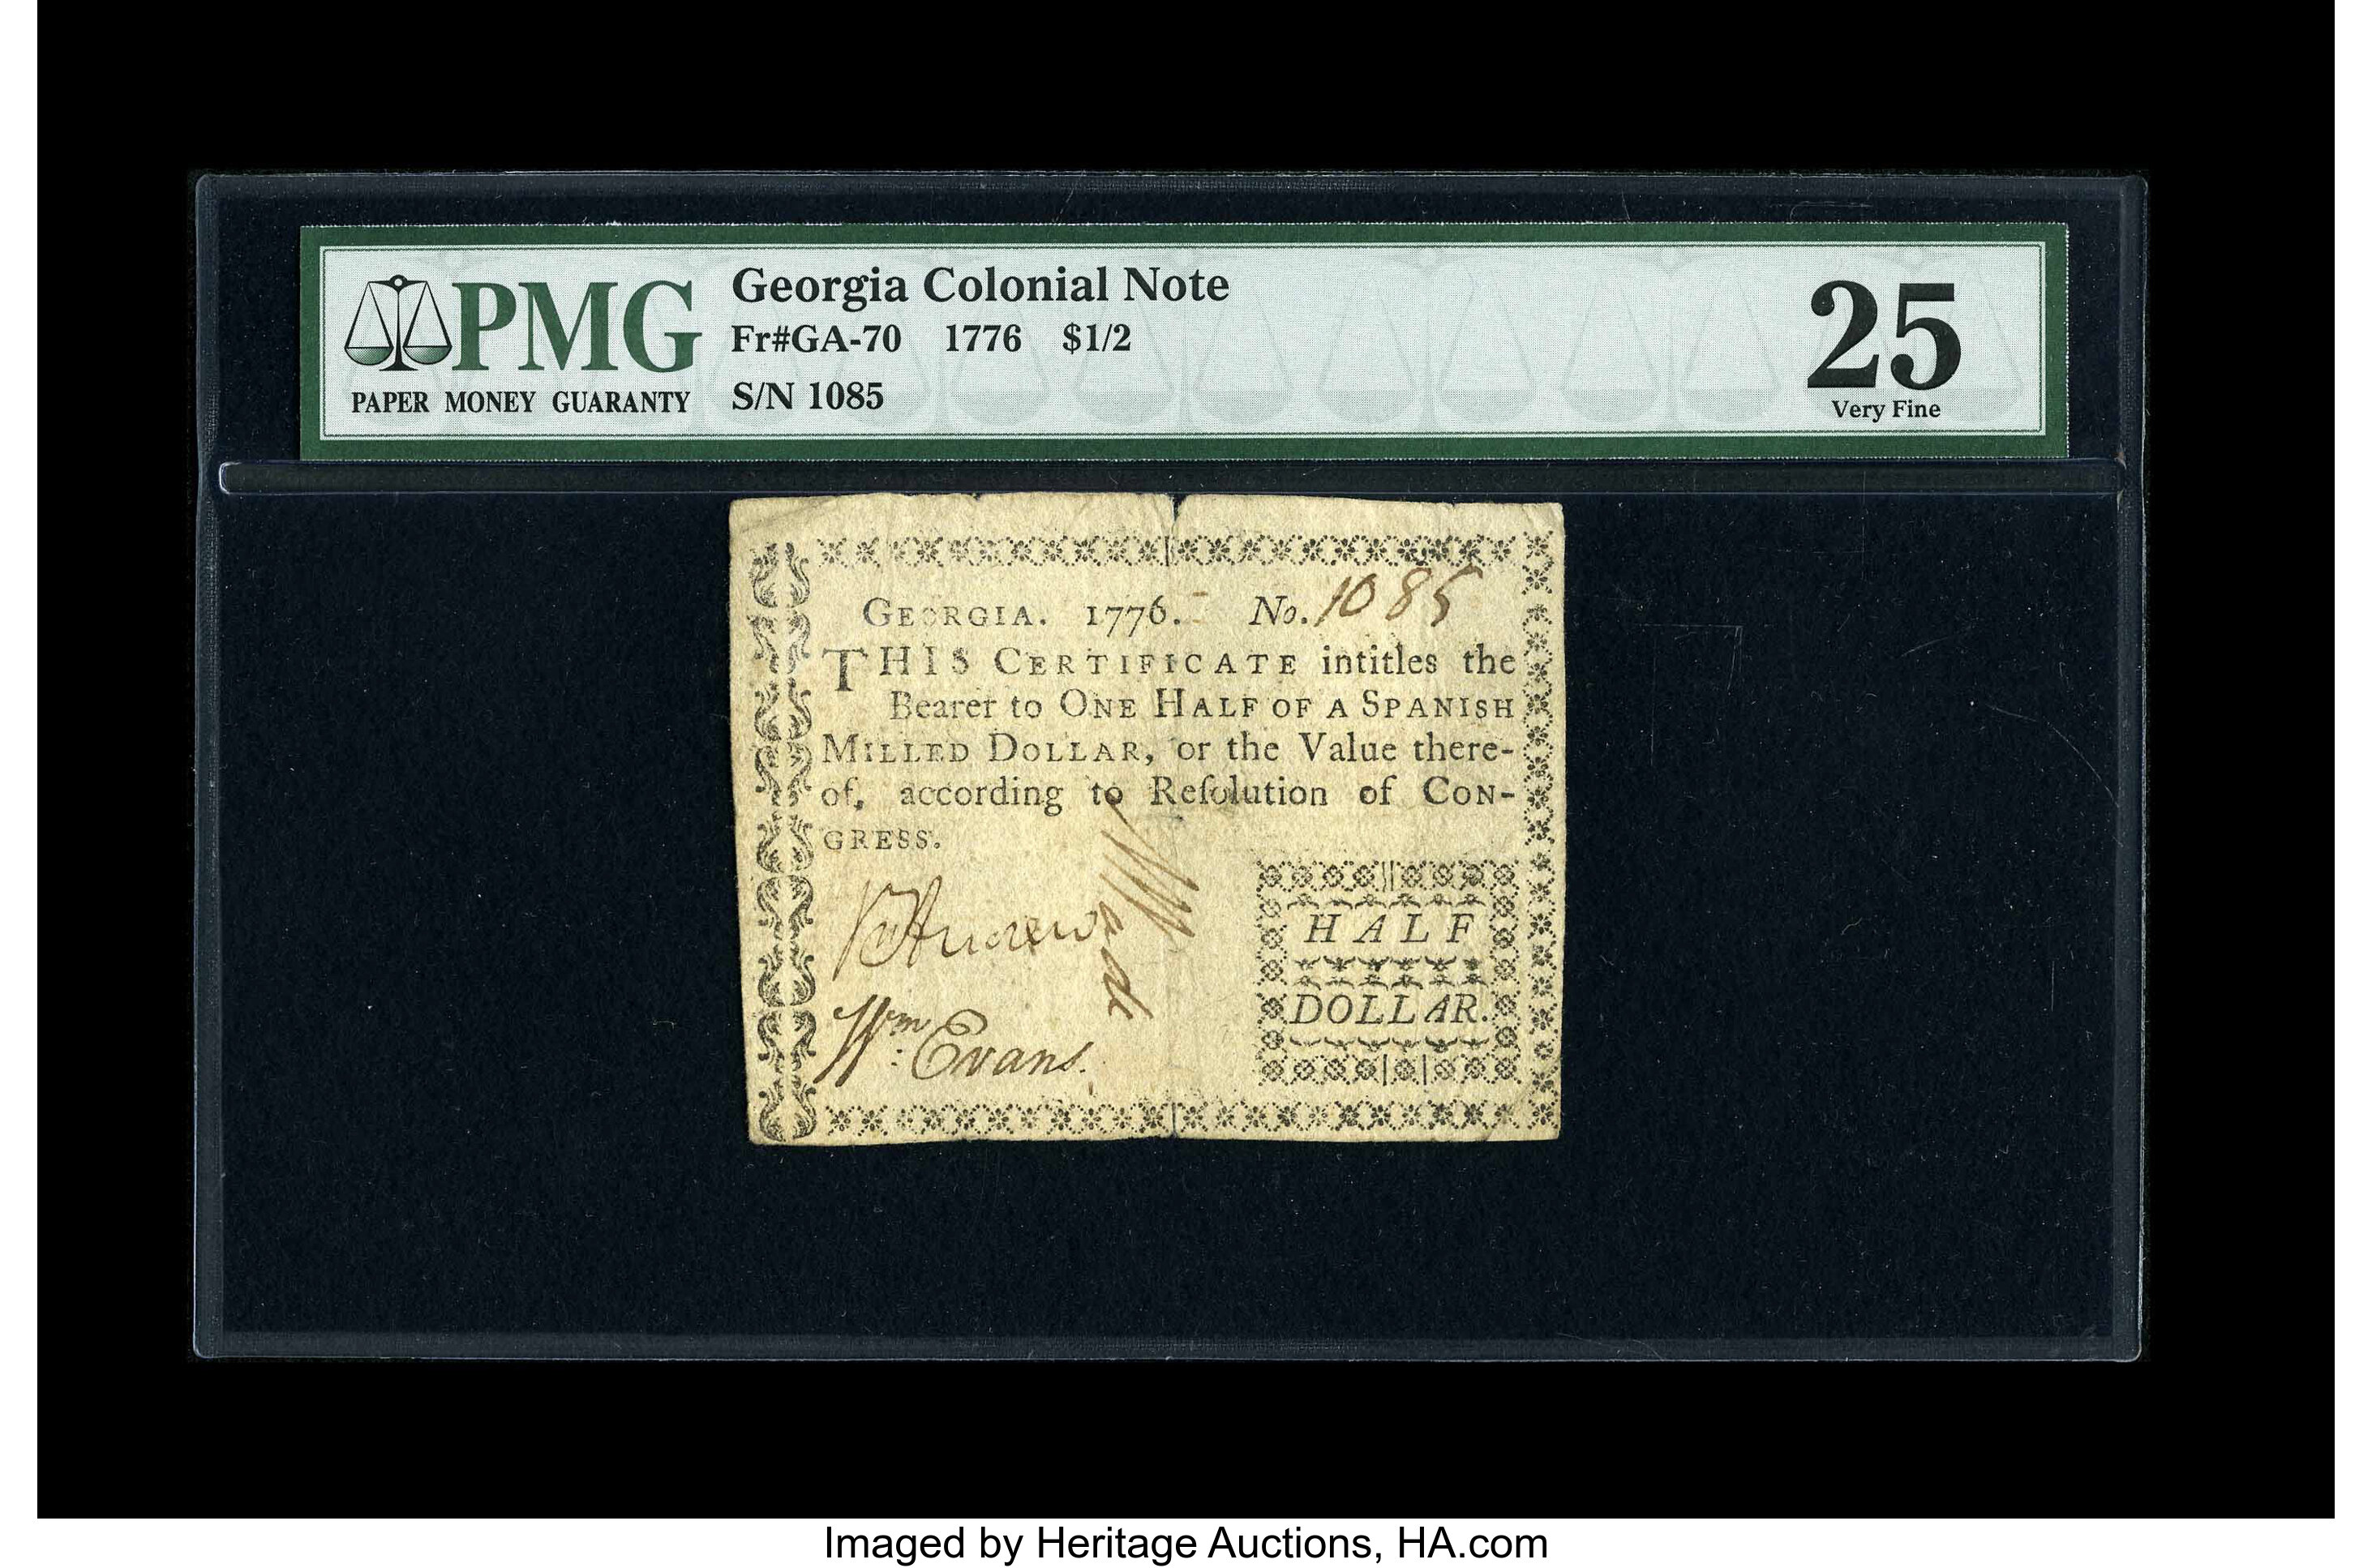 PMG
PAPER MONEY GUARANTY
Georgia Colonial Note
Fr#GA-70 1776 $1/2
S/N 1085
25
Very Fine
GEORGIA. 1776. No. 1085
THIS CERTIFICATE intitles the
Bearer to ONE HALF OF A SPANISH
MILLED DOLLAR, or the Value there-
of, according to Reſolution of CON-
GRESS.
Andrew
Wm: Evans.
HALF
DOLLAR.
Imaged by Heritage Auctions, HA.com